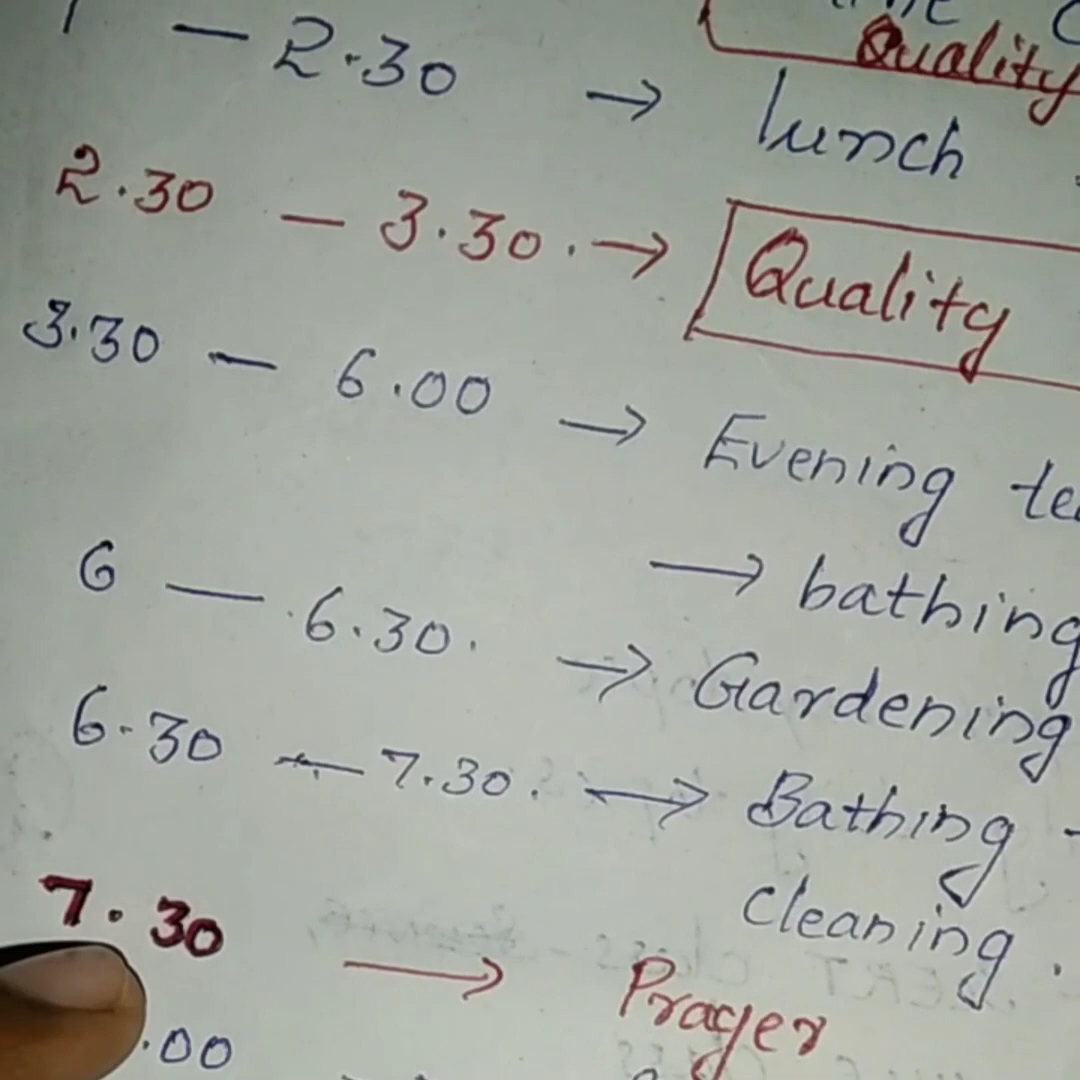 Quality
1 — 2.30 → lunch
2.30 — 3.30. → Quality
3.30 — 6.00 → Evening
→ bathing
6 — 6.30. → Gardening
6.30 — 7.30. → Bathing -
cleaning.
7.30 → Prayer
.00